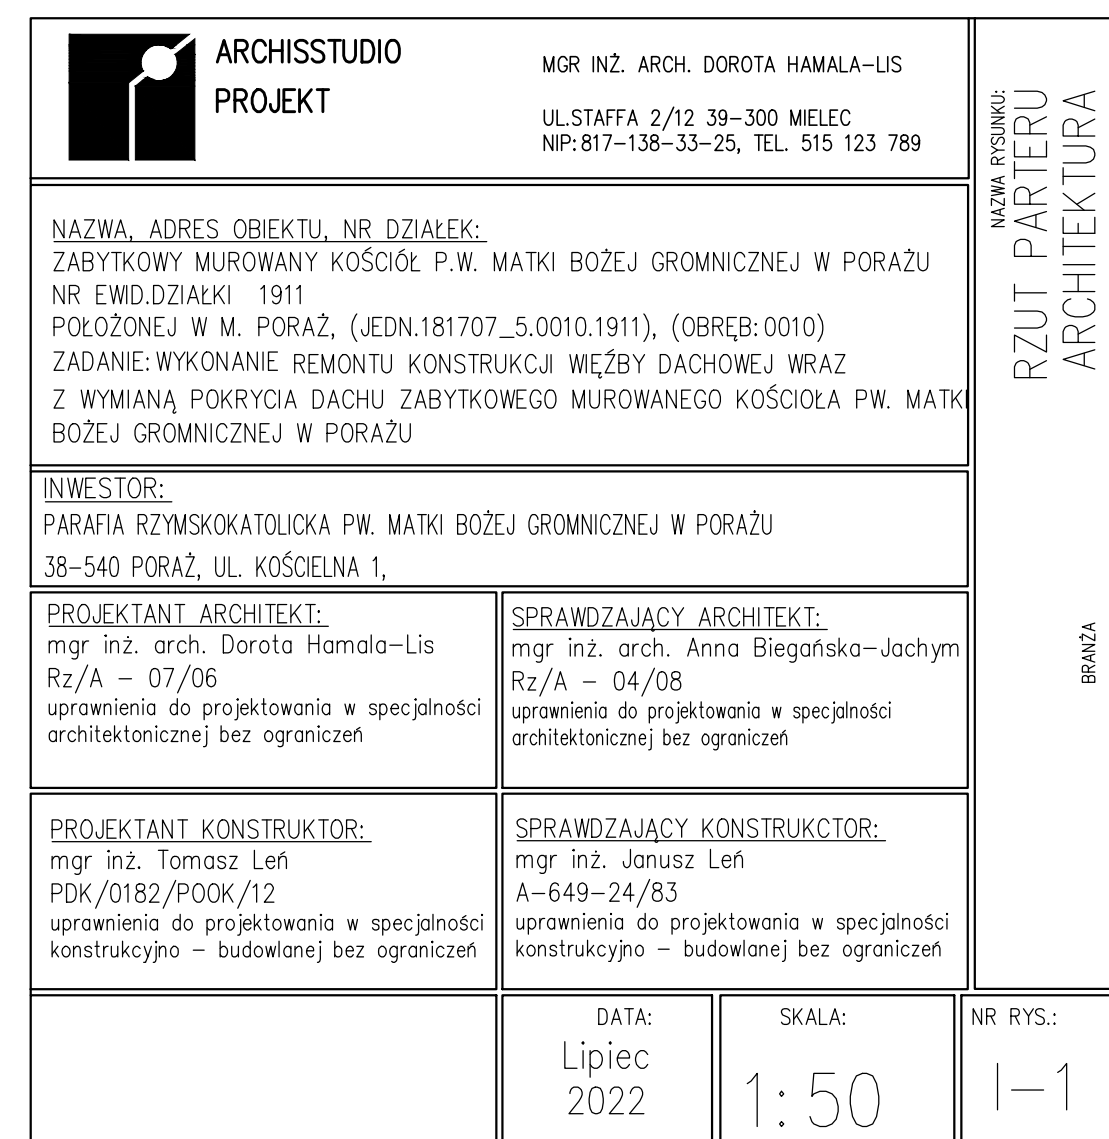 ARCHISSTUDIO
PROJEKT
MGR INŻ. ARCH. DOROTA HAMALA-LIS
UL.STAFFA 2/12 39-300 MIELEC
NIP:817-138-33-25, TEL. 515 123 789
NAZWA RYSUNKU:
RZUT PARTERU
ARCHITEKTURA
BRANŻA
NAZWA, ADRES OBIEKTU, NR DZIAŁEK:
ZABYTKOWY MUROWANY KOŚCIÓŁ P.W. MATKI BOŻEJ GROMNICZNEJ W PORAŻU
NR EWID.DZIAŁKI 1911
POŁOŻONEJ W M. PORAŻ, (JEDN.181707_5.0010.1911), (OBRĘB:0010)
ZADANIE: WYKONANIE REMONTU KONSTRUKCJI WIĘŹBY DACHOWEJ WRAZ
Z WYMIANĄ POKRYCIA DACHU ZABYTKOWEGO MUROWANEGO KOŚCIOŁA PW. MATKI
BOŻEJ GROMNICZNEJ W PORAŻU
INWESTOR:
PARAFIA RZYMSKOKATOLICKA PW. MATKI BOŻEJ GROMNICZNEJ W PORAŻU
38-540 PORAŻ, UL. KOŚCIELNA 1,
PROJEKTANT ARCHITEKT:
mgr inż. arch. Dorota Hamala-Lis
Rz/A - 07/06
uprawnienia do projektowania w specjalności
architektonicznej bez ograniczeń
SPRAWDZAJĄCY ARCHITEKT:
mgr inż. arch. Anna Biegańska-Jachym
Rz/A - 04/08
uprawnienia do projektowania w specjalności
architektonicznej bez ograniczeń
PROJEKTANT KONSTRUKTOR:
mgr inż. Tomasz Leń
PDK/0182/POOK/12
uprawnienia do projektowania w specjalności
konstrukcyjno - budowlanej bez ograniczeń
SPRAWDZAJĄCY KONSTRUKCTOR:
mgr inż. Janusz Leń
A-649-24/83
uprawnienia do projektowania w specjalności
konstrukcyjno - budowlanej bez ograniczeń
DATA:
Lipiec
2022
SKALA:
1:50
NR RYS.:
I-1